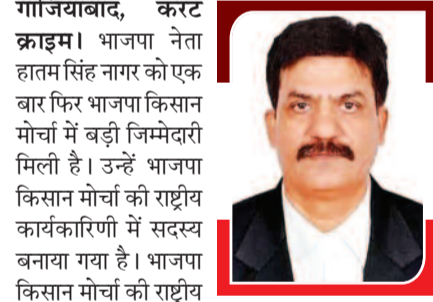 गाजियाबाद, करंट
क्राइम। भाजपा नेता
हातम सिंह नागर को एक
बार फिर भाजपा किसान
मोर्चा में बड़ी जिम्मेदारी
मिली है। उन्हें भाजपा
किसान मोर्चा की राष्ट्रीय
कार्यकारिणी में सदस्य
बनाया गया है। भाजपा
किसान मोर्चा की राष्ट्रीय